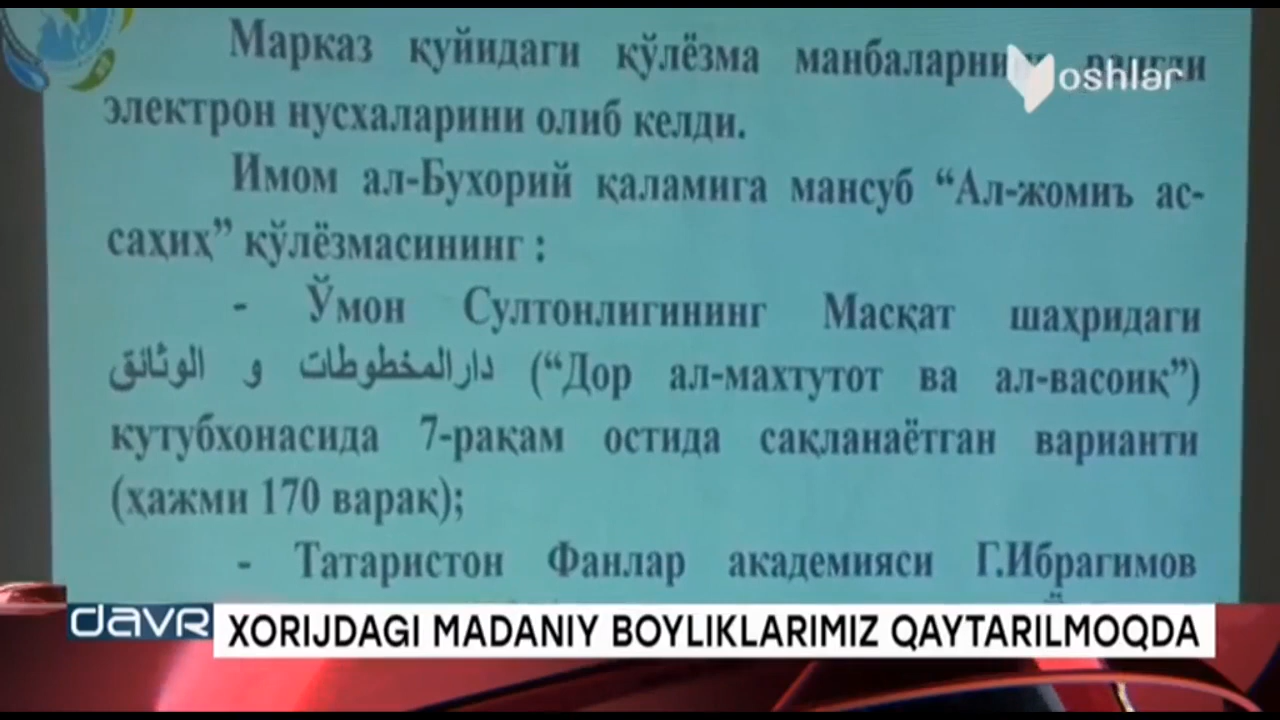 Марказ қуйидаги қўлёзма манбаларнинг рангли
oshlar
электрон нусхаларини олиб келди.
Имом ал-Бухорий қаламига мансуб “Ал-жомиъ ас-
саҳиҳ” қўлёзмасининг :
- Ўмон Султонлигининг Масқат шаҳридаги
دارالمخطوطات و الوثائق (“Дор ал-махтутот ва ал-васоиқ”)
кутубхонасида 7-рақам остида сақланаётган варианти
(ҳажми 170 варақ);
- Татаристон Фанлар академияси Г.Ибрагимов
davr
XORIJDAGI MADANIY BOYLIKLARIMIZ QAYTARILMOQDA